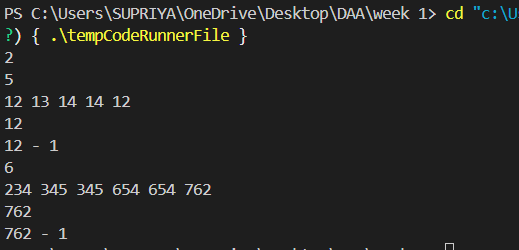 PS C:\Users\SUPRIYA\OneDrive\Desktop\DAA\week 1> cd "c:\U
?) { .\tempCodeRunnerFile }
2
5
12 13 14 14 12
12
12 - 1
6
234 345 345 654 654 762
762
762 - 1